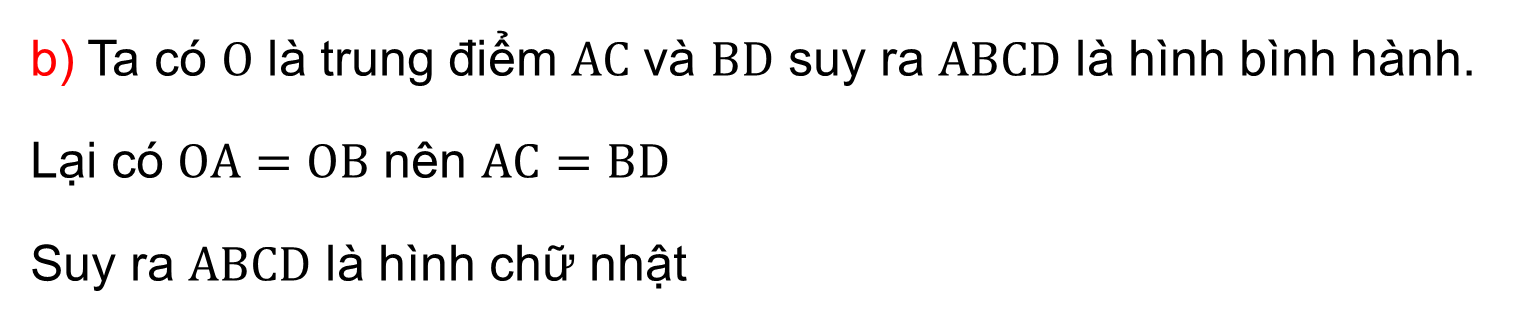 b) Ta có O là trung điểm AC và BD suy ra ABCD là hình bình hành.
Lại có OA = OB nên AC = BD
Suy ra ABCD là hình chữ nhật